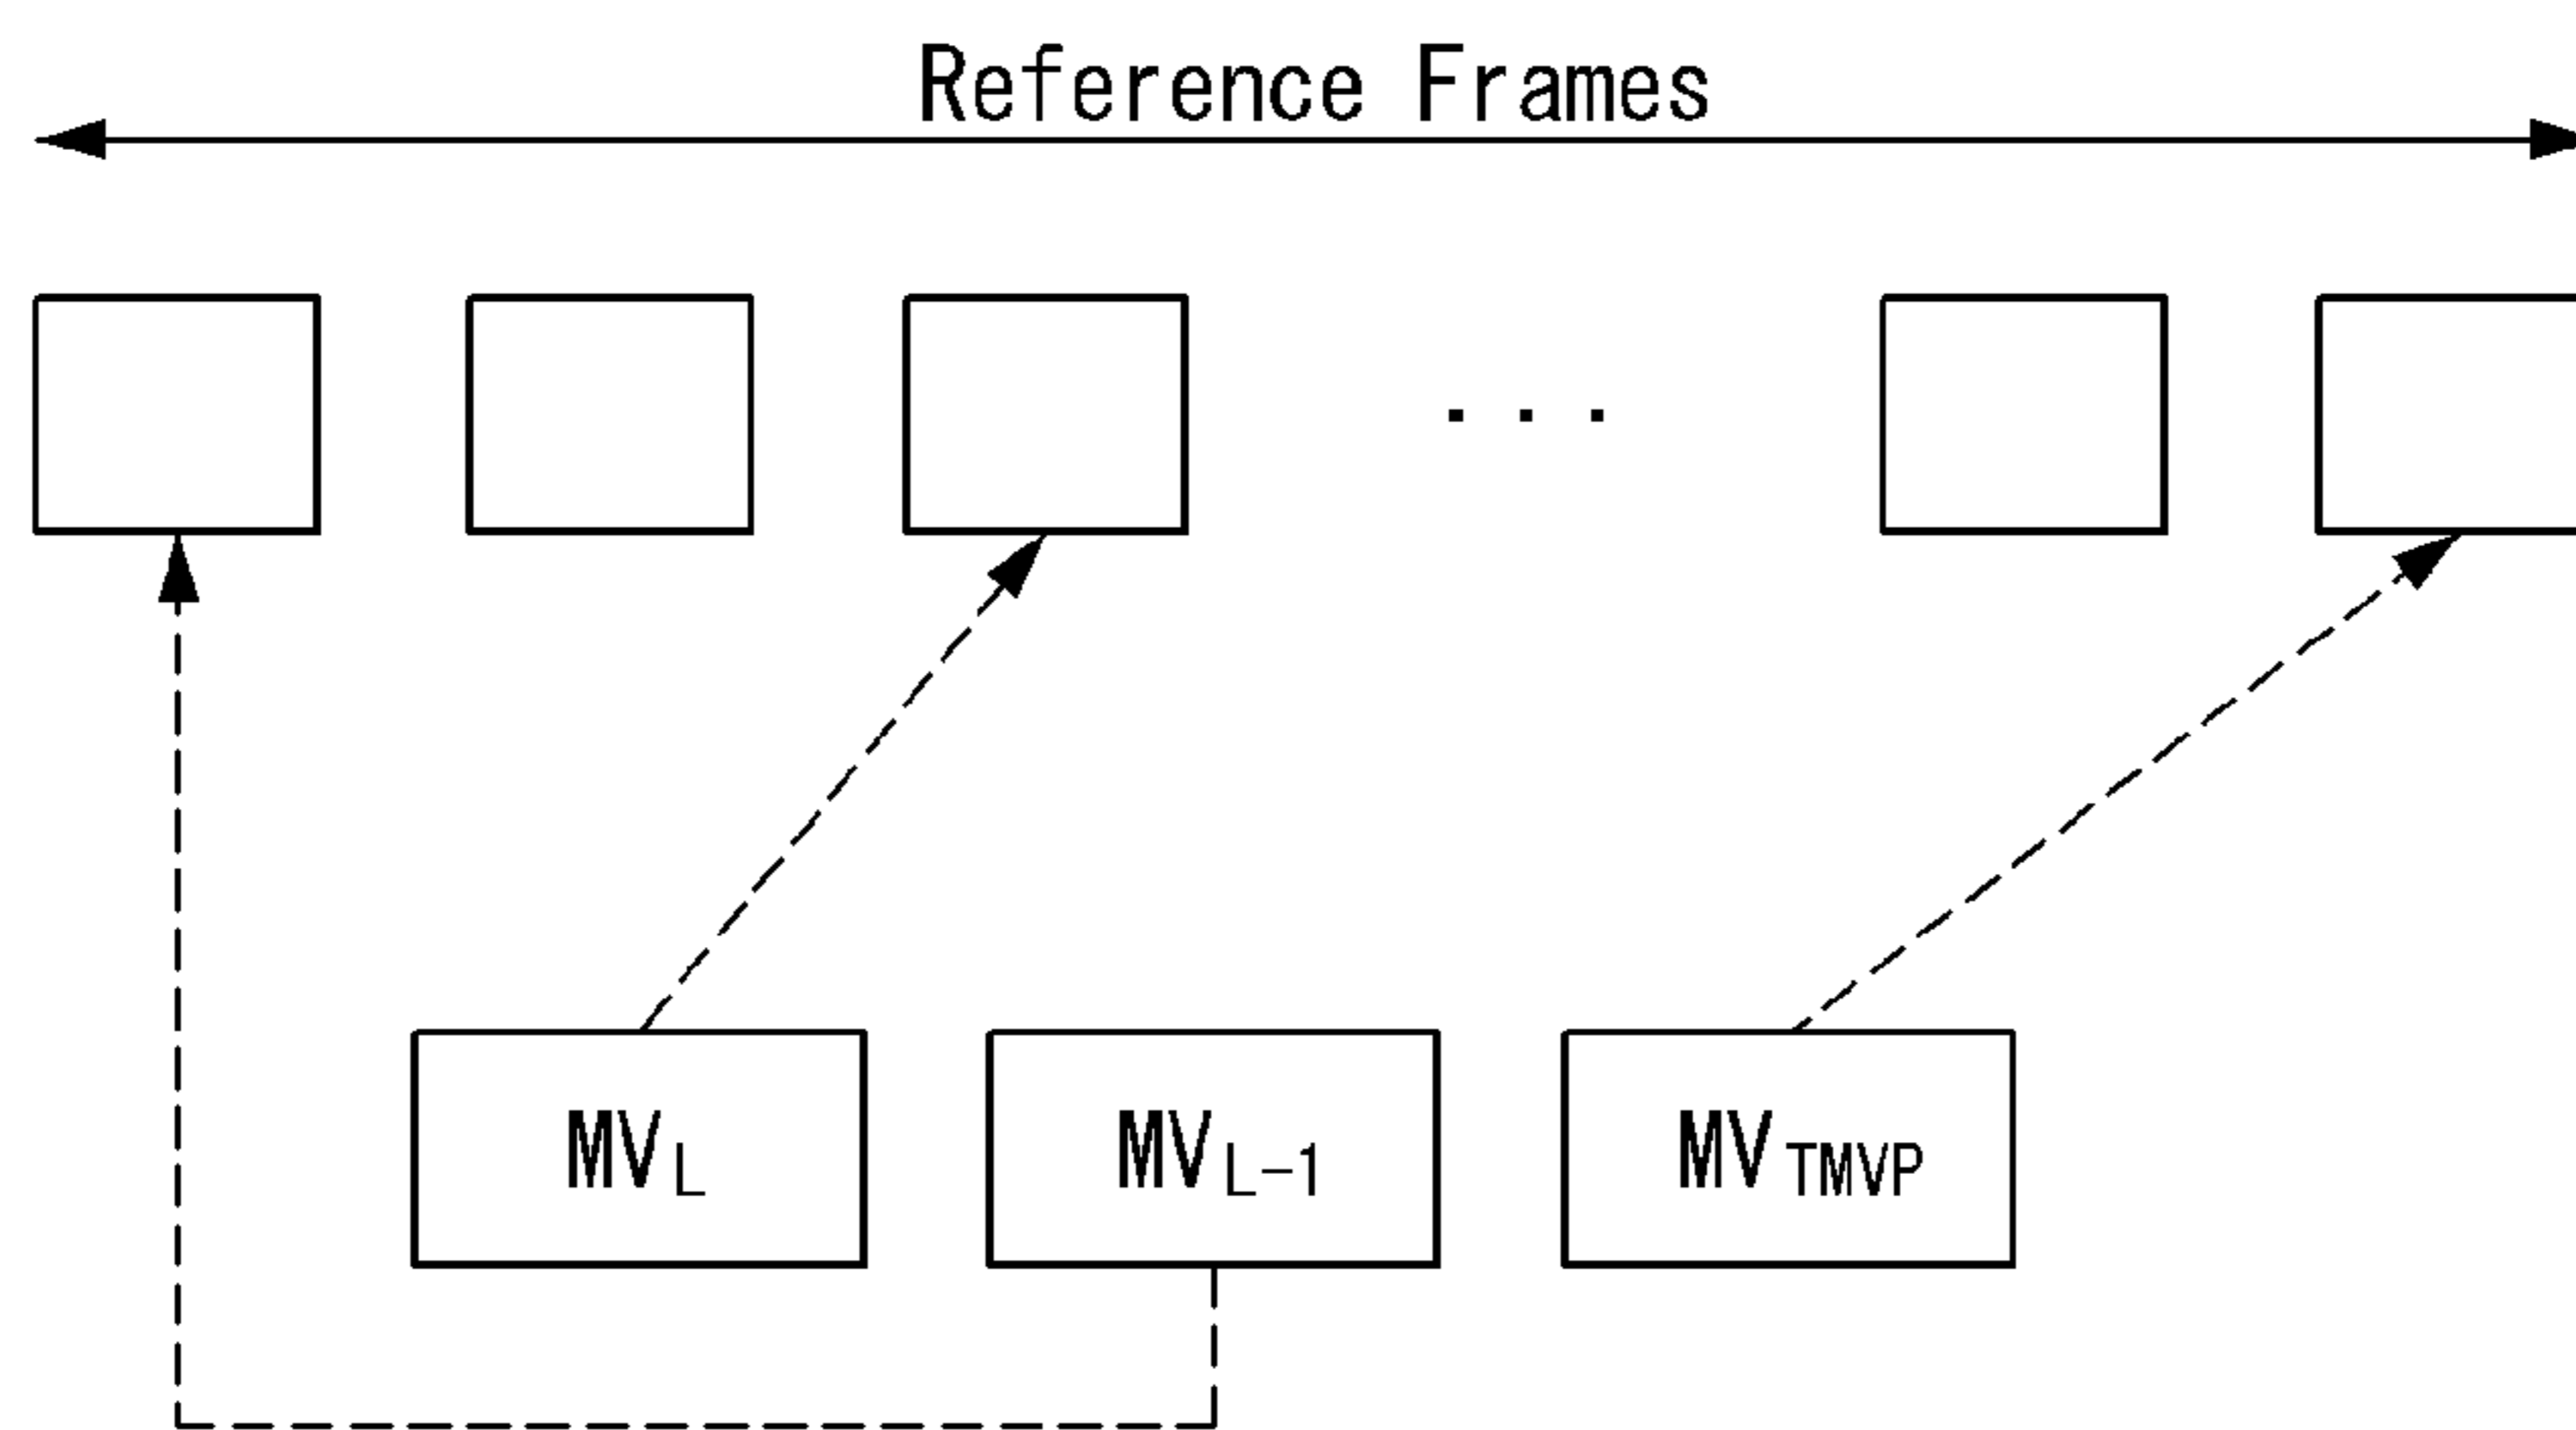 Reference Frames
. . .
MV_L MV_L-1 MV_TMVP